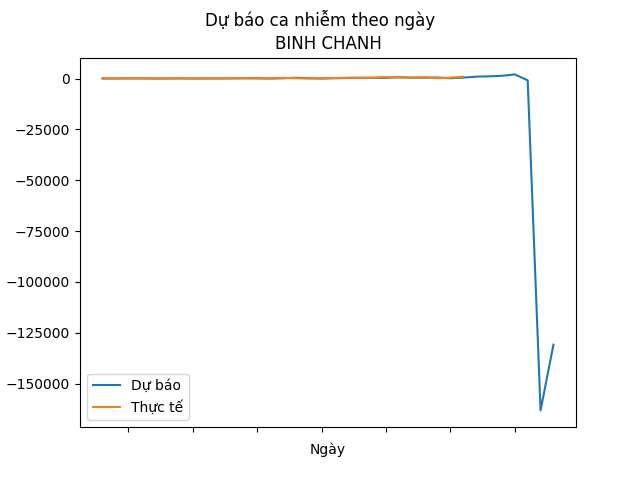 Dự báo ca nhiễm theo ngày
BINH CHANH
0
−25000
−50000
−75000
−100000
−125000
−150000
Dự báo
Thực tế
Ngày